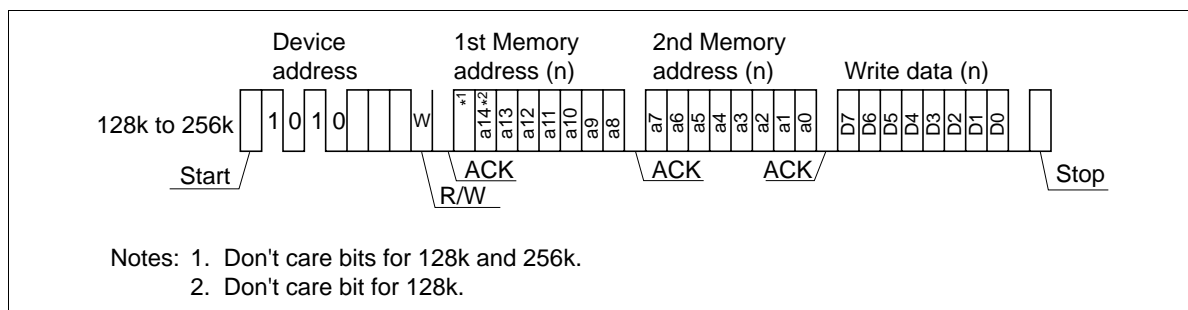 Device address
1st Memory address (n)
2nd Memory address (n)
Write data (n)
128k to 256k
1 0 1 0 W *1 a14*2 a13 a12 a11 a10 a9 a8 a7 a6 a5 a4 a3 a2 a1 a0 D7 D6 D5 D4 D3 D2 D1 D0
Start
R/W
ACK
ACK
ACK
Stop
Notes: 1. Don't care bits for 128k and 256k.
2. Don't care bit for 128k.